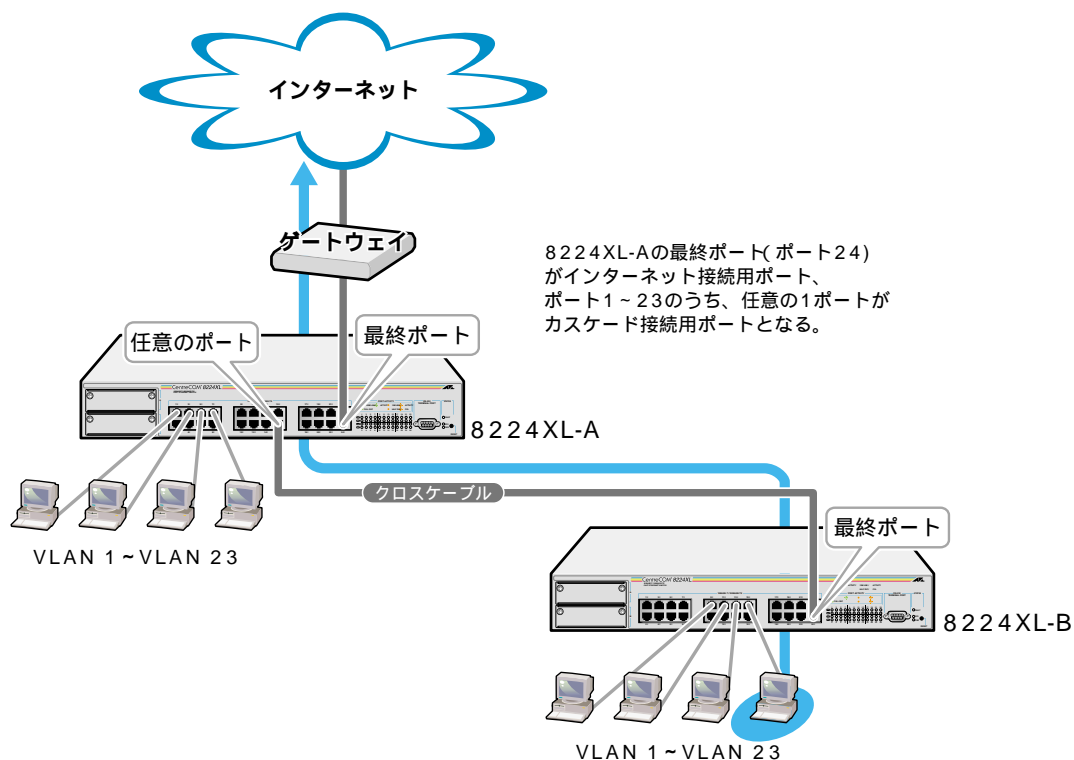 インターネット
ゲートウェイ
8224XL-Aの最終ポート(ポート24)
がインターネット接続用ポート、
ポート1~23のうち、任意の1ポートが
カスケード接続用ポートとなる。
任意のポート
最終ポート
CentreCOM 8224XL
8224XL-A
クロスケーブル
VLAN 1~VLAN 23
最終ポート
CentreCOM 8224XL
8224XL-B
VLAN 1~VLAN 23